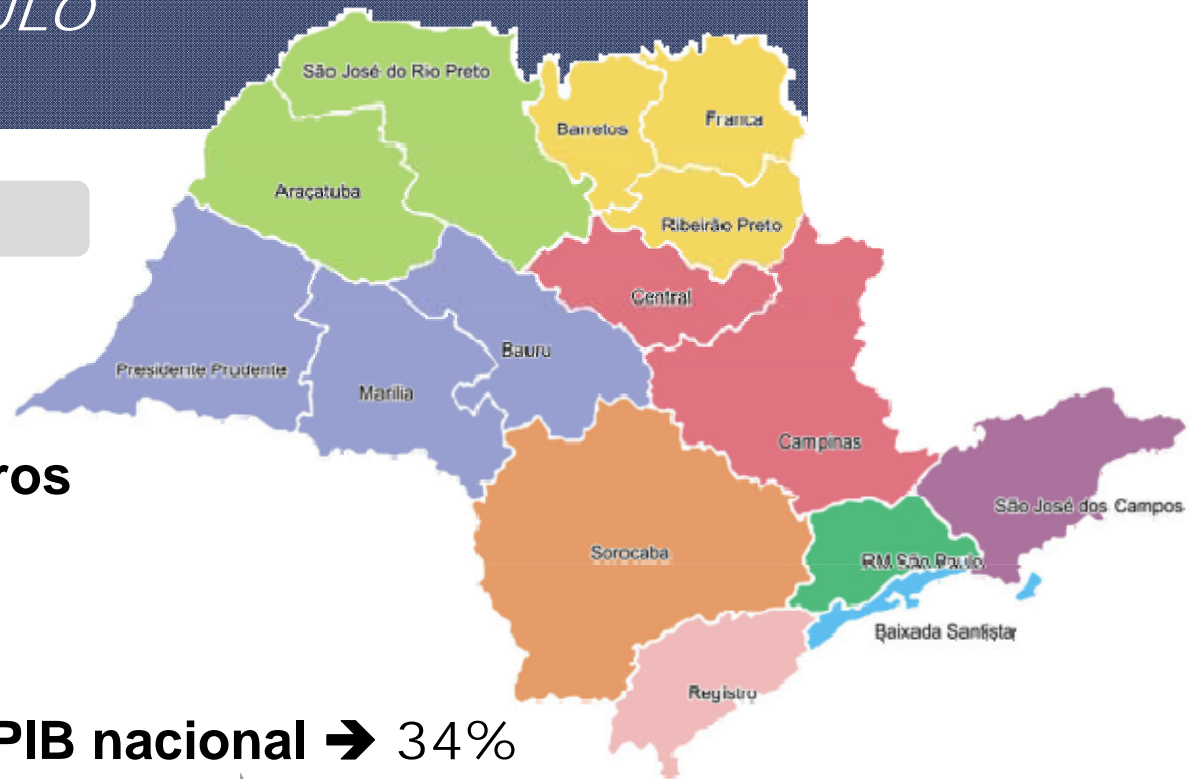 São José do Rio Preto
Barretos
Franca
Araçatuba
Ribeirão Preto
Central
Bauru
Presidente Prudente
Marília
Campinas
ros
São José dos Campos
Sorocaba
RM São Paulo
Baixada Santista
Registro
PIB nacional ➔ 34%